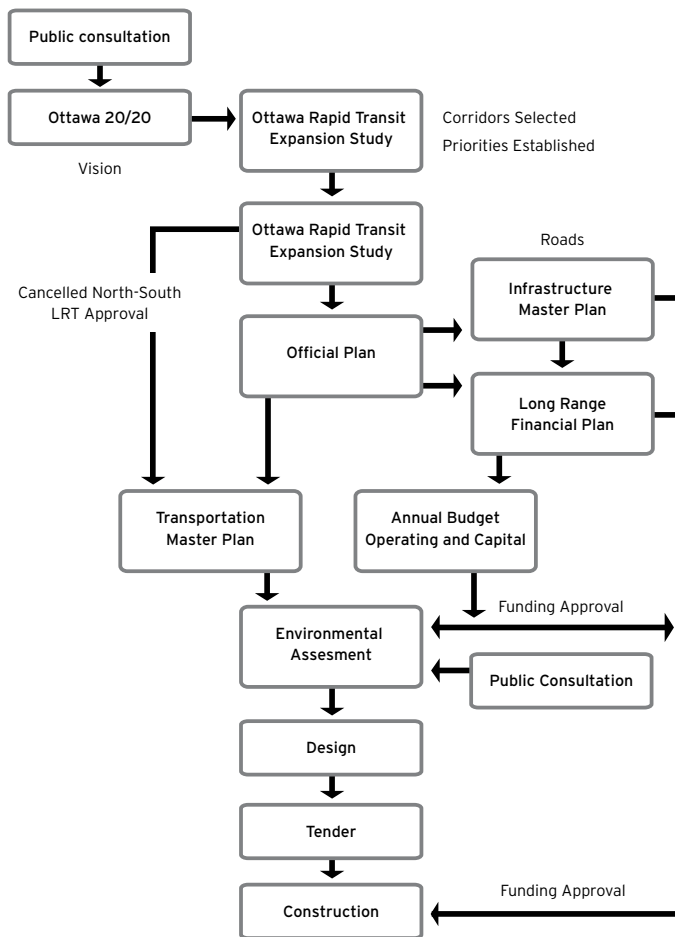 Public consultation
Ottawa 20/20
Vision
Ottawa Rapid Transit
Expansion Study
Corridors Selected
Priorities Established
Ottawa Rapid Transit
Expansion Study
Cancelled North-South
LRT Approval
Official Plan
Roads
Infrastructure
Master Plan
Long Range
Financial Plan
Transportation
Master Plan
Annual Budget
Operating and Capital
Funding Approval
Environmental
Assesment
Public Consultation
Design
Tender
Construction
Funding Approval